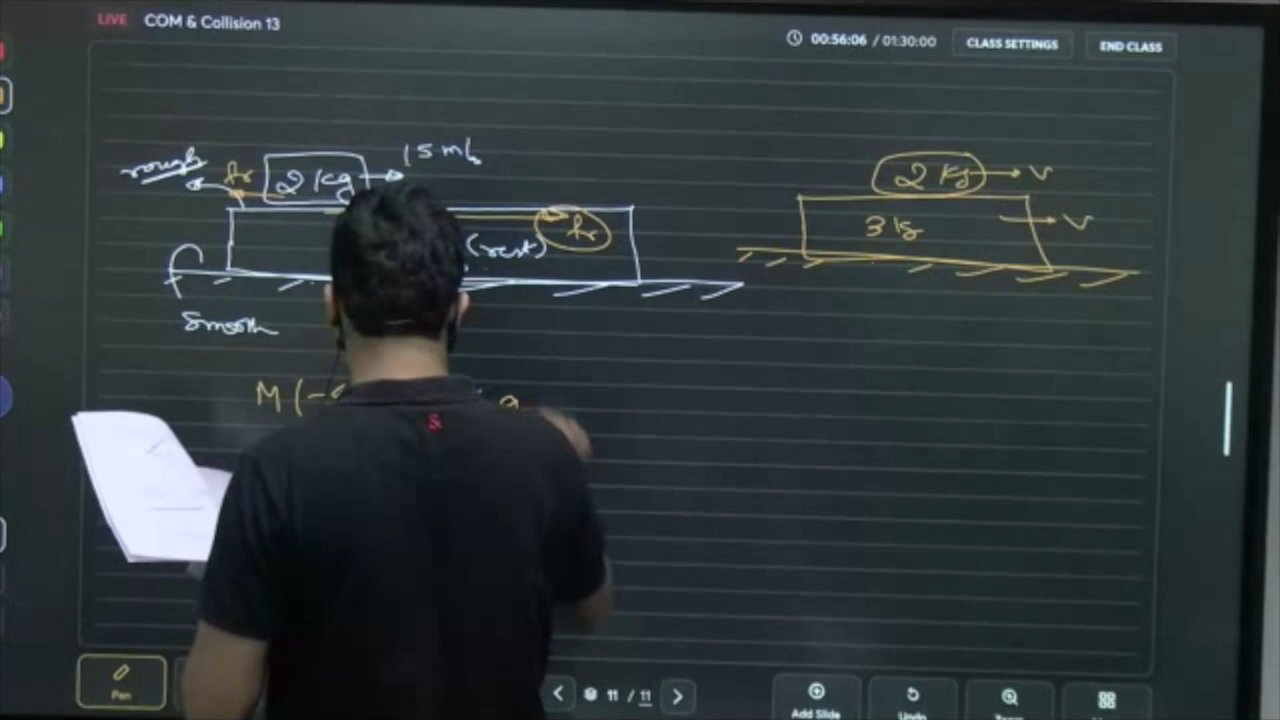 LIVE COM & Collision 13
00:56:06 / 01:30:00 CLASS SETTINGS END CLASS
rough fr 2 kg 15 m/s
(rest) fr
Smooth
2 kg v
3 kg v
M (-
Pen
11 / 11
Add Slide Undo Zoom